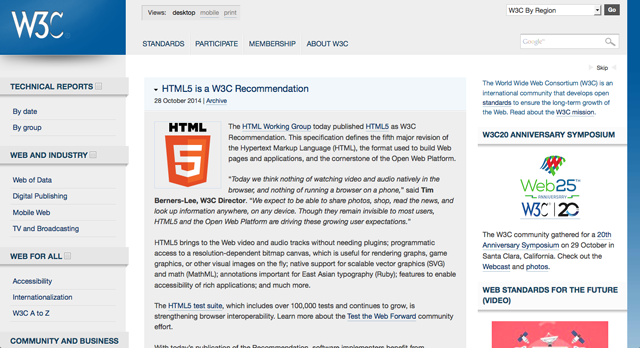 W3C
Views: desktop mobile print
W3C By Region
Go
STANDARDS PARTICIPATE MEMBERSHIP ABOUT W3C
Google
Skip
TECHNICAL REPORTS
By date
By group
WEB AND INDUSTRY
Web of Data
Digital Publishing
Mobile Web
TV and Broadcasting
WEB FOR ALL
Accessibility
Internationalization
W3C A to Z
COMMUNITY AND BUSINESS
HTML5 is a W3C Recommendation
28 October 2014 | Archive
HTML
5
The HTML Working Group today published HTML5 as W3C
Recommendation. This specification defines the fifth major revision of
the Hypertext Markup Language (HTML), the format used to build Web
pages and applications, and the cornerstone of the Open Web Platform.
“Today we think nothing of watching video and audio natively in the
browser, and nothing of running a browser on a phone,” said Tim
Berners-Lee, W3C Director. “We expect to be able to share photos, shop, read the news, and
look up information anywhere, on any device. Though they remain invisible to most users,
HTML5 and the Open Web Platform are driving these growing user expectations.”
HTML5 brings to the Web video and audio tracks without needing plugins; programmatic
access to a resolution-dependent bitmap canvas, which is useful for rendering graphs, game
graphics, or other visual images on the fly; native support for scalable vector graphics (SVG)
and math (MathML); annotations important for East Asian typography (Ruby); features to enable
accessibility of rich applications; and much more.
The HTML5 test suite, which includes over 100,000 tests and continues to grow, is
strengthening browser interoperability. Learn more about the Test the Web Forward community
effort.
With today's publication of the Recommendation, software implementers benefit from
The World Wide Web Consortium (W3C) is an
international community that develops open
standards to ensure the long-term growth of
the Web. Read about the W3C mission.
W3C20 ANNIVERSARY SYMPOSIUM
Web25
ANNIVERSARY
W3C 20
The W3C community gathered for a 20th
Anniversary Symposium on 29 October in
Santa Clara, California. Check out the
Webcast and photos.
WEB STANDARDS FOR THE FUTURE
(VIDEO)